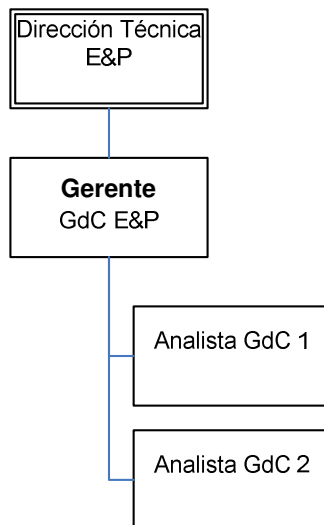 Dirección Técnica
E&P
Gerente
GdC E&P
Analista GdC 1
Analista GdC 2